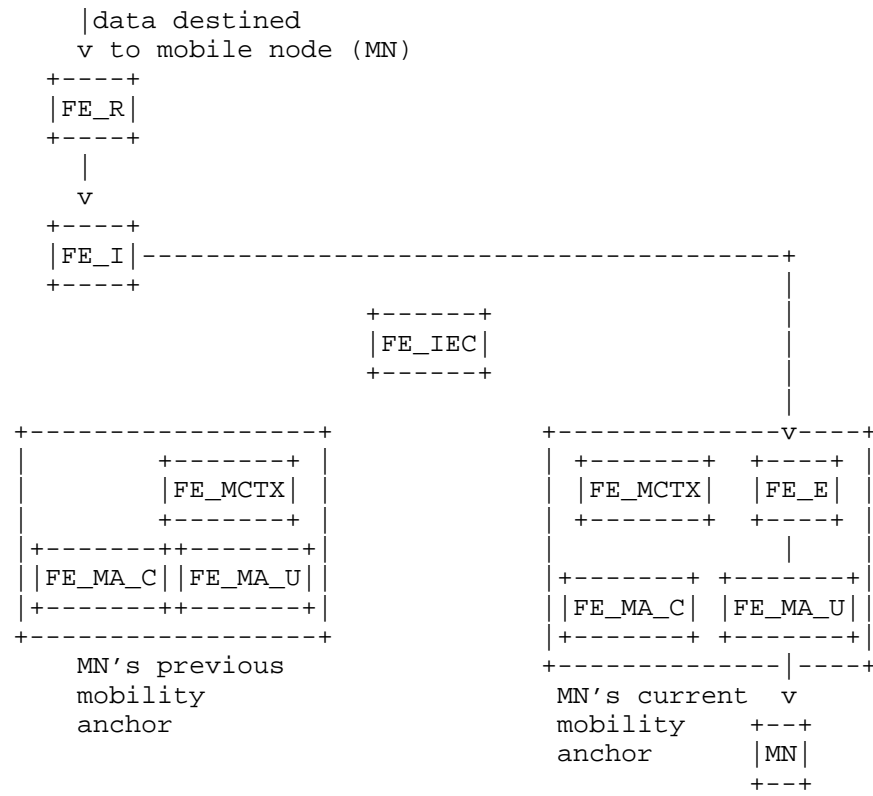 data destined
v to mobile node (MN)
FE_R
v
FE_I
FE_IEC
v
FE_MCTX FE_MCTX FE_E
FE_MA_C FE_MA_U FE_MA_C FE_MA_U
MN's previous
mobility
anchor
MN's current v
mobility
anchor MN